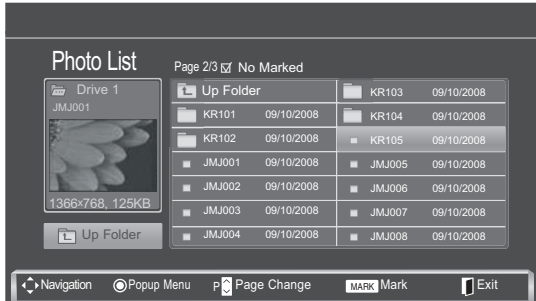 Photo List
Page 2/3 No Marked
Drive 1
JMJ001
1366×768, 125KB
Up Folder
Up Folder
KR101 09/10/2008
KR102 09/10/2008
JMJ001 09/10/2008
JMJ002 09/10/2008
JMJ003 09/10/2008
JMJ004 09/10/2008
KR103 09/10/2008
KR104 09/10/2008
KR105 09/10/2008
JMJ005 09/10/2008
JMJ006 09/10/2008
JMJ007 09/10/2008
JMJ008 09/10/2008
Navigation Popup Menu P Page Change MARK Mark Exit